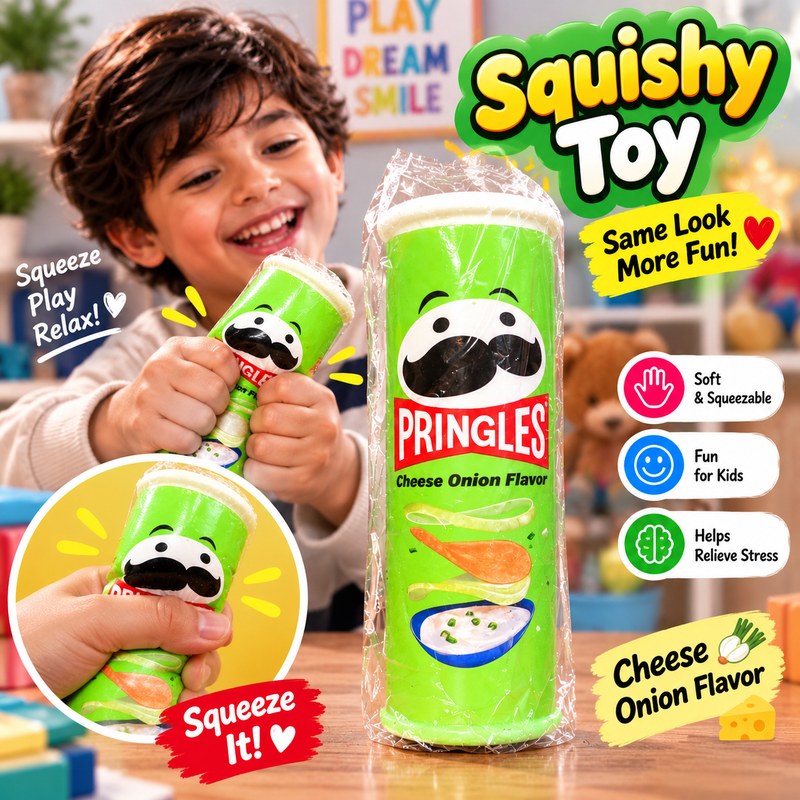 PLAY
DREAM
SMILE
Squishy
Toy
Same Look
More Fun!
Squeeze
Play
Relax!
PRINGLES
Cheese Onion Flavor
Soft
& Squeezable
Fun
for Kids
Helps
Relieve Stress
Squeeze
It!
Cheese
Onion Flavor